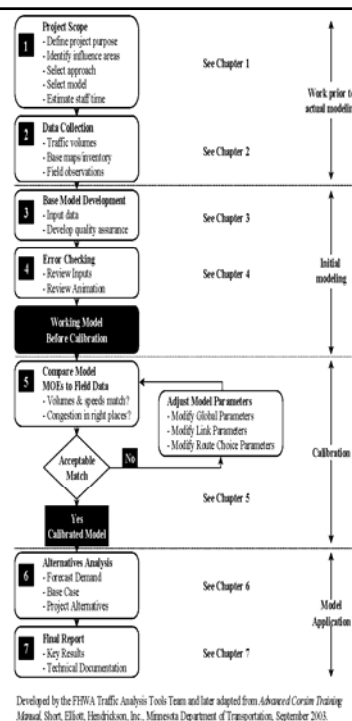 Project Scope
1
- Define project purpose
- Identify influence areas
- Select approach
- Select model
- Estimate staff time
See Chapter 1
Work prior to
actual modeling
2
Data Collection
- Traffic volumes
- Base maps/inventory
- Field observations
See Chapter 2
3
Base Model Development
- Input data
- Develop quality assurance
See Chapter 3
4
Error Checking
- Review Inputs
- Review Animation
See Chapter 4
Initial
modeling
Working Model
Before Calibration
5
Compare Model
MOEs to Field Data
- Volumes & speeds match?
- Congestion in right places?
Adjust Model Parameters
- Modify Global Parameters
- Modify Link Parameters
- Modify Route Choice Parameters
Calibration
Acceptable
Match
No
See Chapter 5
Yes
Calibrated Model
6
Alternatives Analysis
- Forecast Demand
- Base Case
- Project Alternatives
See Chapter 6
Model
Application
7
Final Report
- Key Results
- Technical Documentation
See Chapter 7
Developed by the FHWA Traffic Analysis Tools Team and later adapted from Advanced Corsim Training
Manual, Short, Elliott, Hendrickson, Inc., Minnesota Department of Transportation, September 2003.